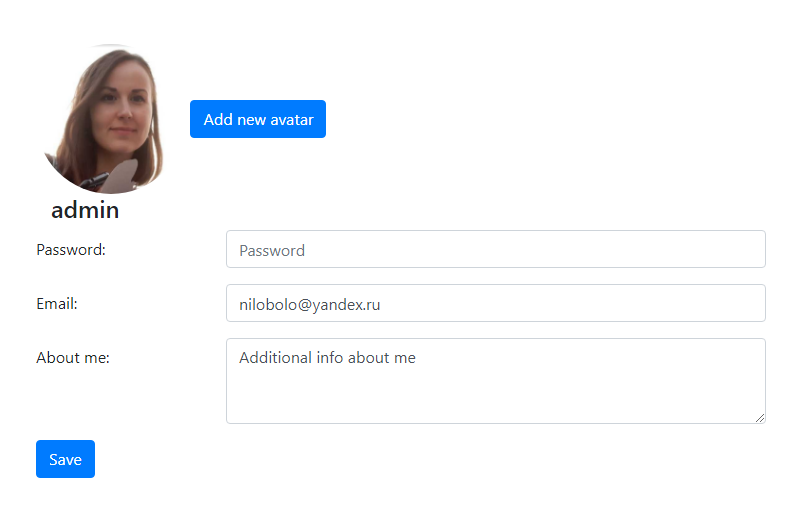 Add new avatar
admin
Password:
Password
Email:
nilobolo@yandex.ru
About me:
Additional info about me
Save